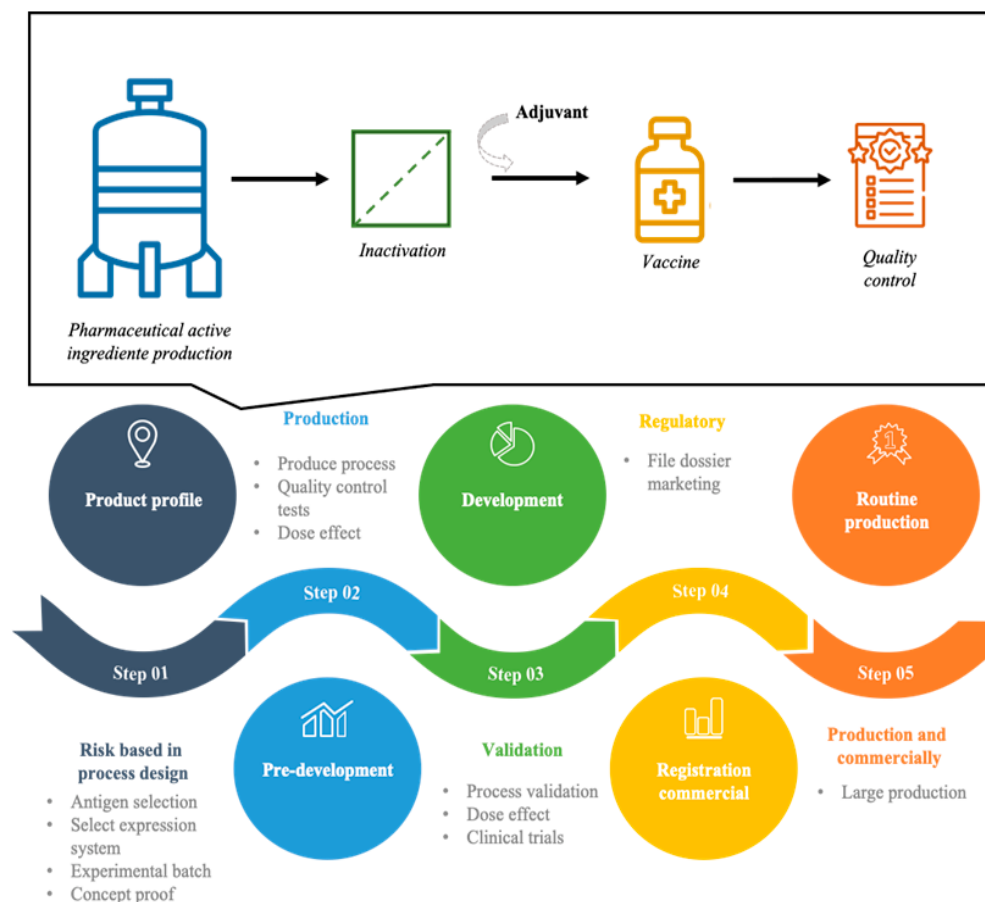 Adjuvant
Inactivation
Vaccine
Quality
control
Pharmaceutical active
ingrediente production
Product profile
Production
• Produce process
• Quality control
tests
• Dose effect
Development
Regulatory
• File dossier
marketing
1
Routine
production
Step 01
Step 02
Step 03
Step 04
Step 05
Risk based in
process design
• Antigen selection
• Select expression
system
• Experimental batch
• Concept proof
Pre-development
Validation
• Process validation
• Dose effect
• Clinical trials
Registration
commercial
Production and
commercially
• Large production